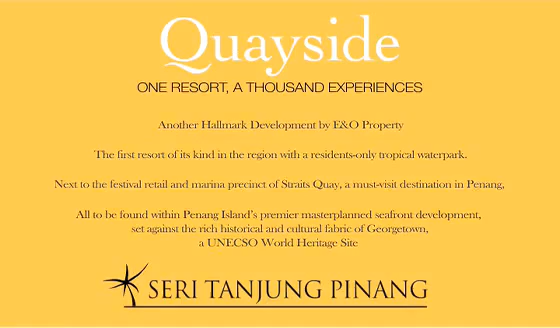 Quayside
ONE RESORT, A THOUSAND EXPERIENCES
Another Hallmark Development by E&O Property
The first resort of its kind in the region with a residents-only tropical waterpark.
Next to the festival retail and marina precinct of Straits Quay, a must-visit destination in Penang,
All to be found within Penang Island's premier masterplanned seafront development,
set against the rich historical and cultural fabric of Georgetown,
a UNECSO World Heritage Site
SERI TANJUNG PINANG